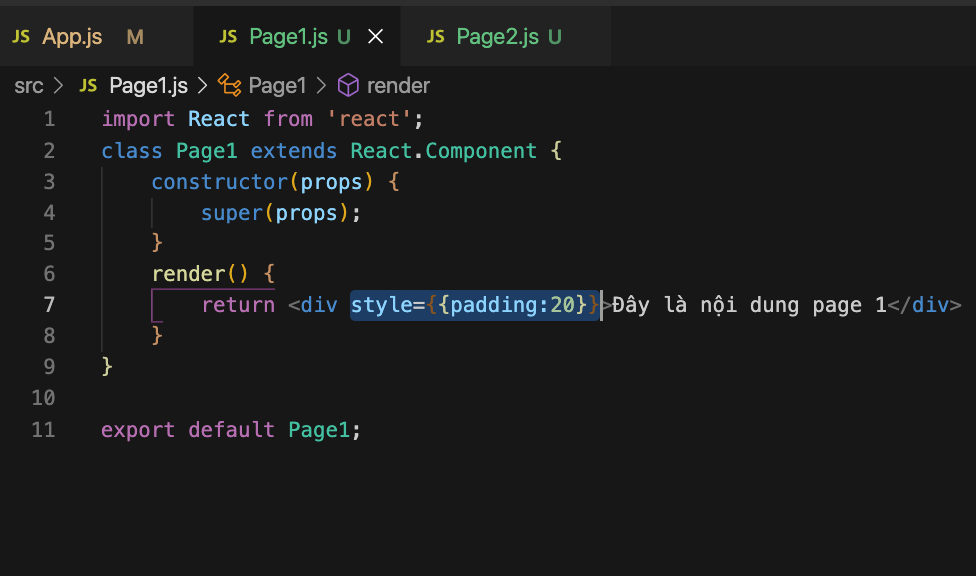 JS App.js M JS Page1.js U JS Page2.js U
src > JS Page1.js > Page1 > render
1 import React from 'react';
2 class Page1 extends React.Component {
3 constructor(props) {
4 super(props);
5 }
6 render() {
7 return <div style={{padding:20}}>Đây là nội dung page 1</div>
8 }
9 }
10
11 export default Page1;